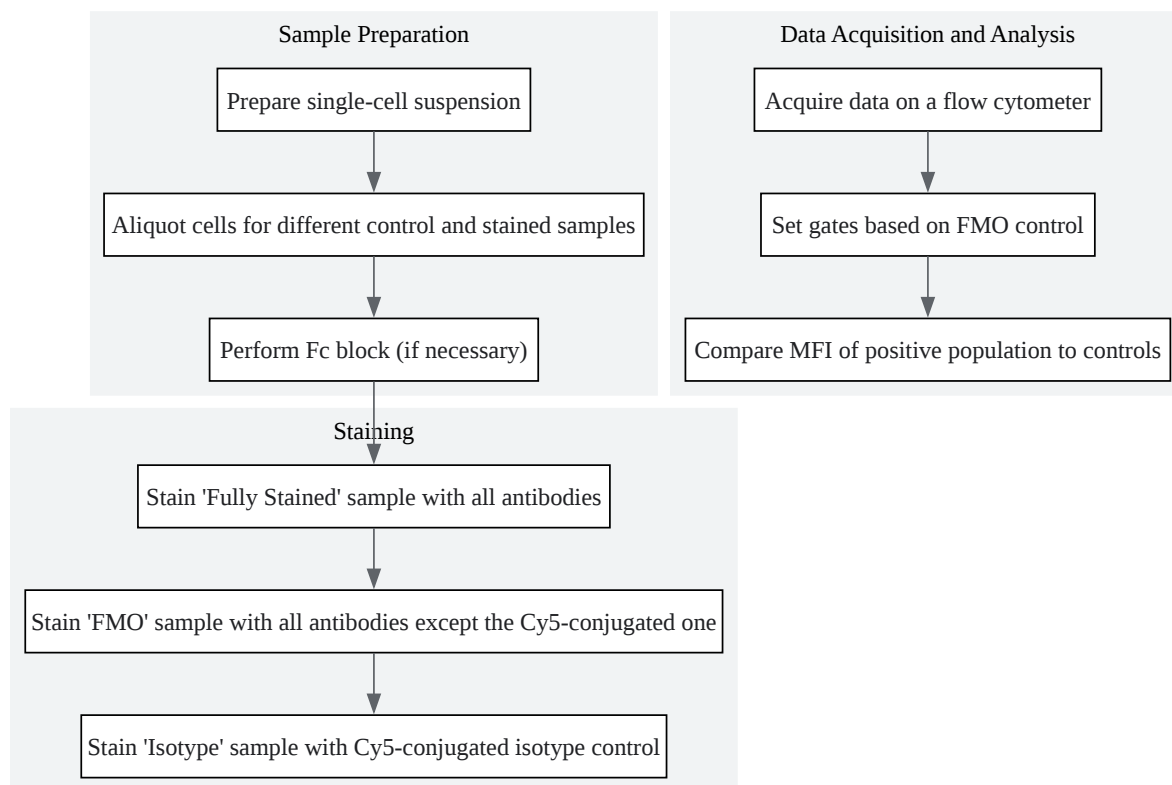 Sample Preparation
Prepare single-cell suspension
Aliquot cells for different control and stained samples
Perform Fc block (if necessary)
Staining
Stain 'Fully Stained' sample with all antibodies
Stain 'FMO' sample with all antibodies except the Cy5-conjugated one
Stain 'Isotype' sample with Cy5-conjugated isotype control
Data Acquisition and Analysis
Acquire data on a flow cytometer
Set gates based on FMO control
Compare MFI of positive population to controls